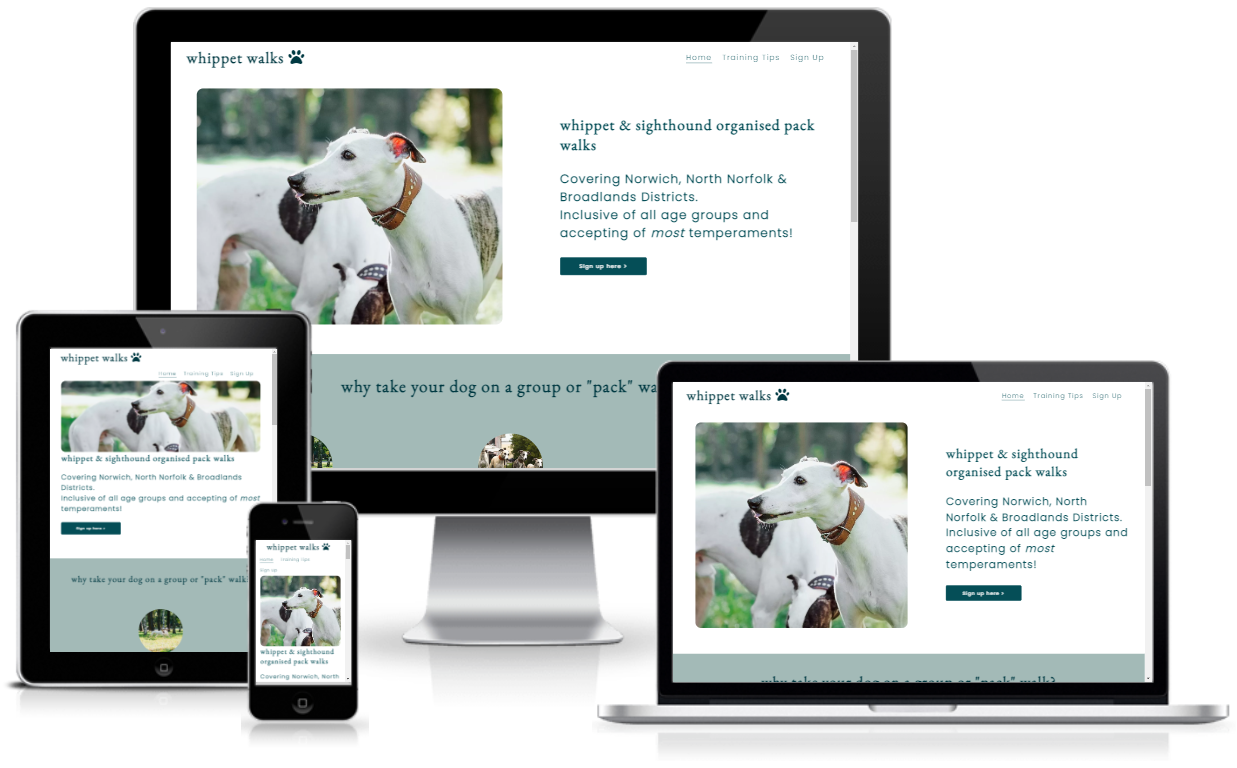 whippet walks
Home Training Tips Sign Up
whippet & sighthound organised pack
walks
Covering Norwich, North Norfolk &
Broadlands Districts.
Inclusive of all age groups and
accepting of most temperaments!
Sign up here >
why take your dog on a group or "pack" wa
whippet walks
Home Training Tips Sign Up
whippet & sighthound organised pack walks
Covering Norwich, North Norfolk & Broadlands
Districts.
Inclusive of all age groups and accepting of most
temperaments!
Sign up here >
why take your dog on a group or "pack" walk
whippet walks
Home Training Tips
Sign Up
whippet & sighthound
organised pack walks
Covering Norwich, North
whippet walks
Home Training Tips Sign Up
whippet & sighthound
organised pack walks
Covering Norwich, North
Norfolk & Broadlands Districts.
Inclusive of all age groups and
accepting of most
temperaments!
Sign up here >
why take your dog on a group or "pack" walk?